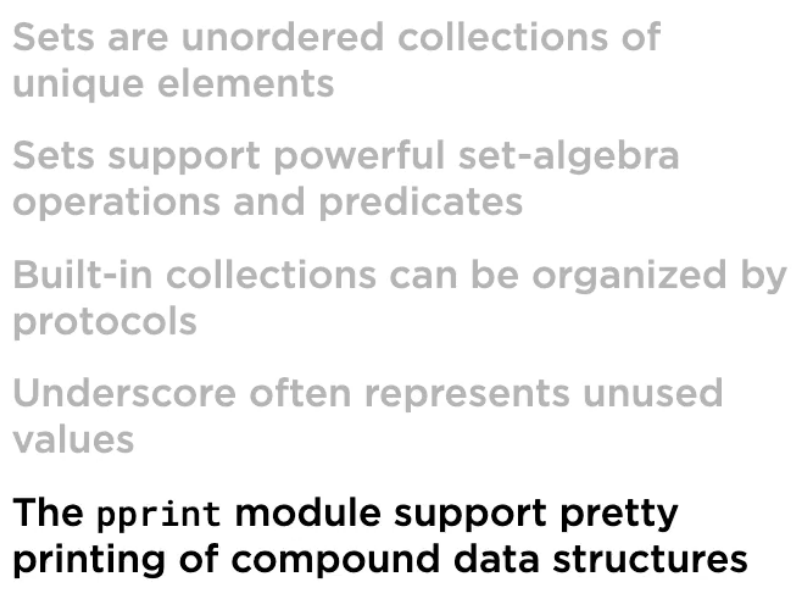 Sets are unordered collections of
unique elements
Sets support powerful set-algebra
operations and predicates
Built-in collections can be organized by
protocols
Underscore often represents unused
values
The pprint module support pretty
printing of compound data structures